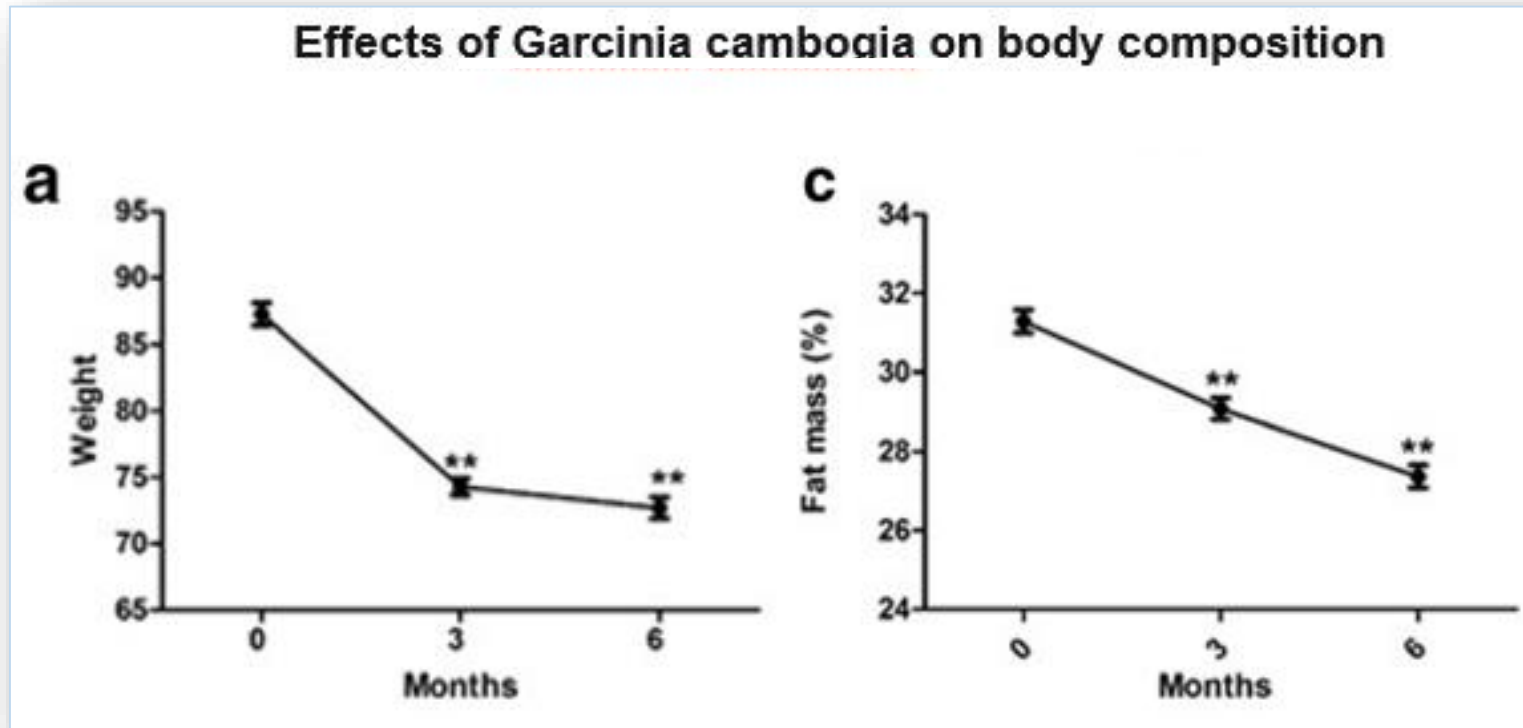 Effects of Garcinia cambogia on body composition
a
95
90
85
80
75
70
65
Weight
**
**
0 3 6
Months
c
34
32
30
28
26
24
Fat mass (%)
**
**
0 3 6
Months